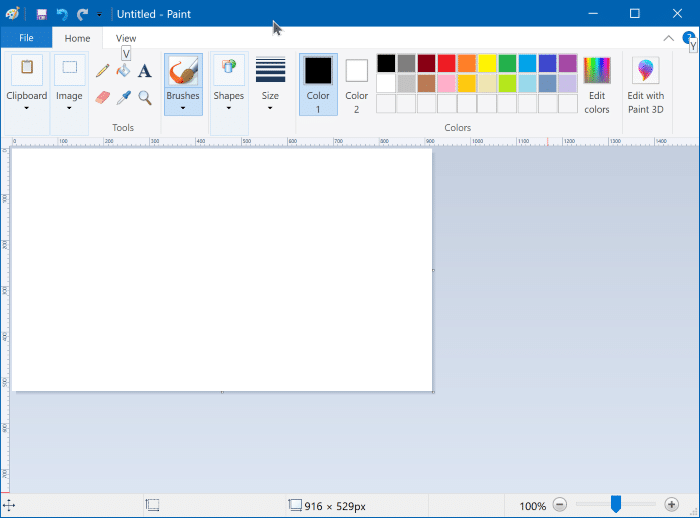 Untitled - Paint
File
Home
View
V
?
Y
Clipboard
Image
A
Tools
Brushes
Shapes
Size
Color
1
Color
2
Colors
Edit
colors
Edit with
Paint 3D
0 100 200 300 400 500 600 700 800 900 1000 1100 1200 1300 1400
0
100
200
300
400
500
600
700
916 × 529px
100%